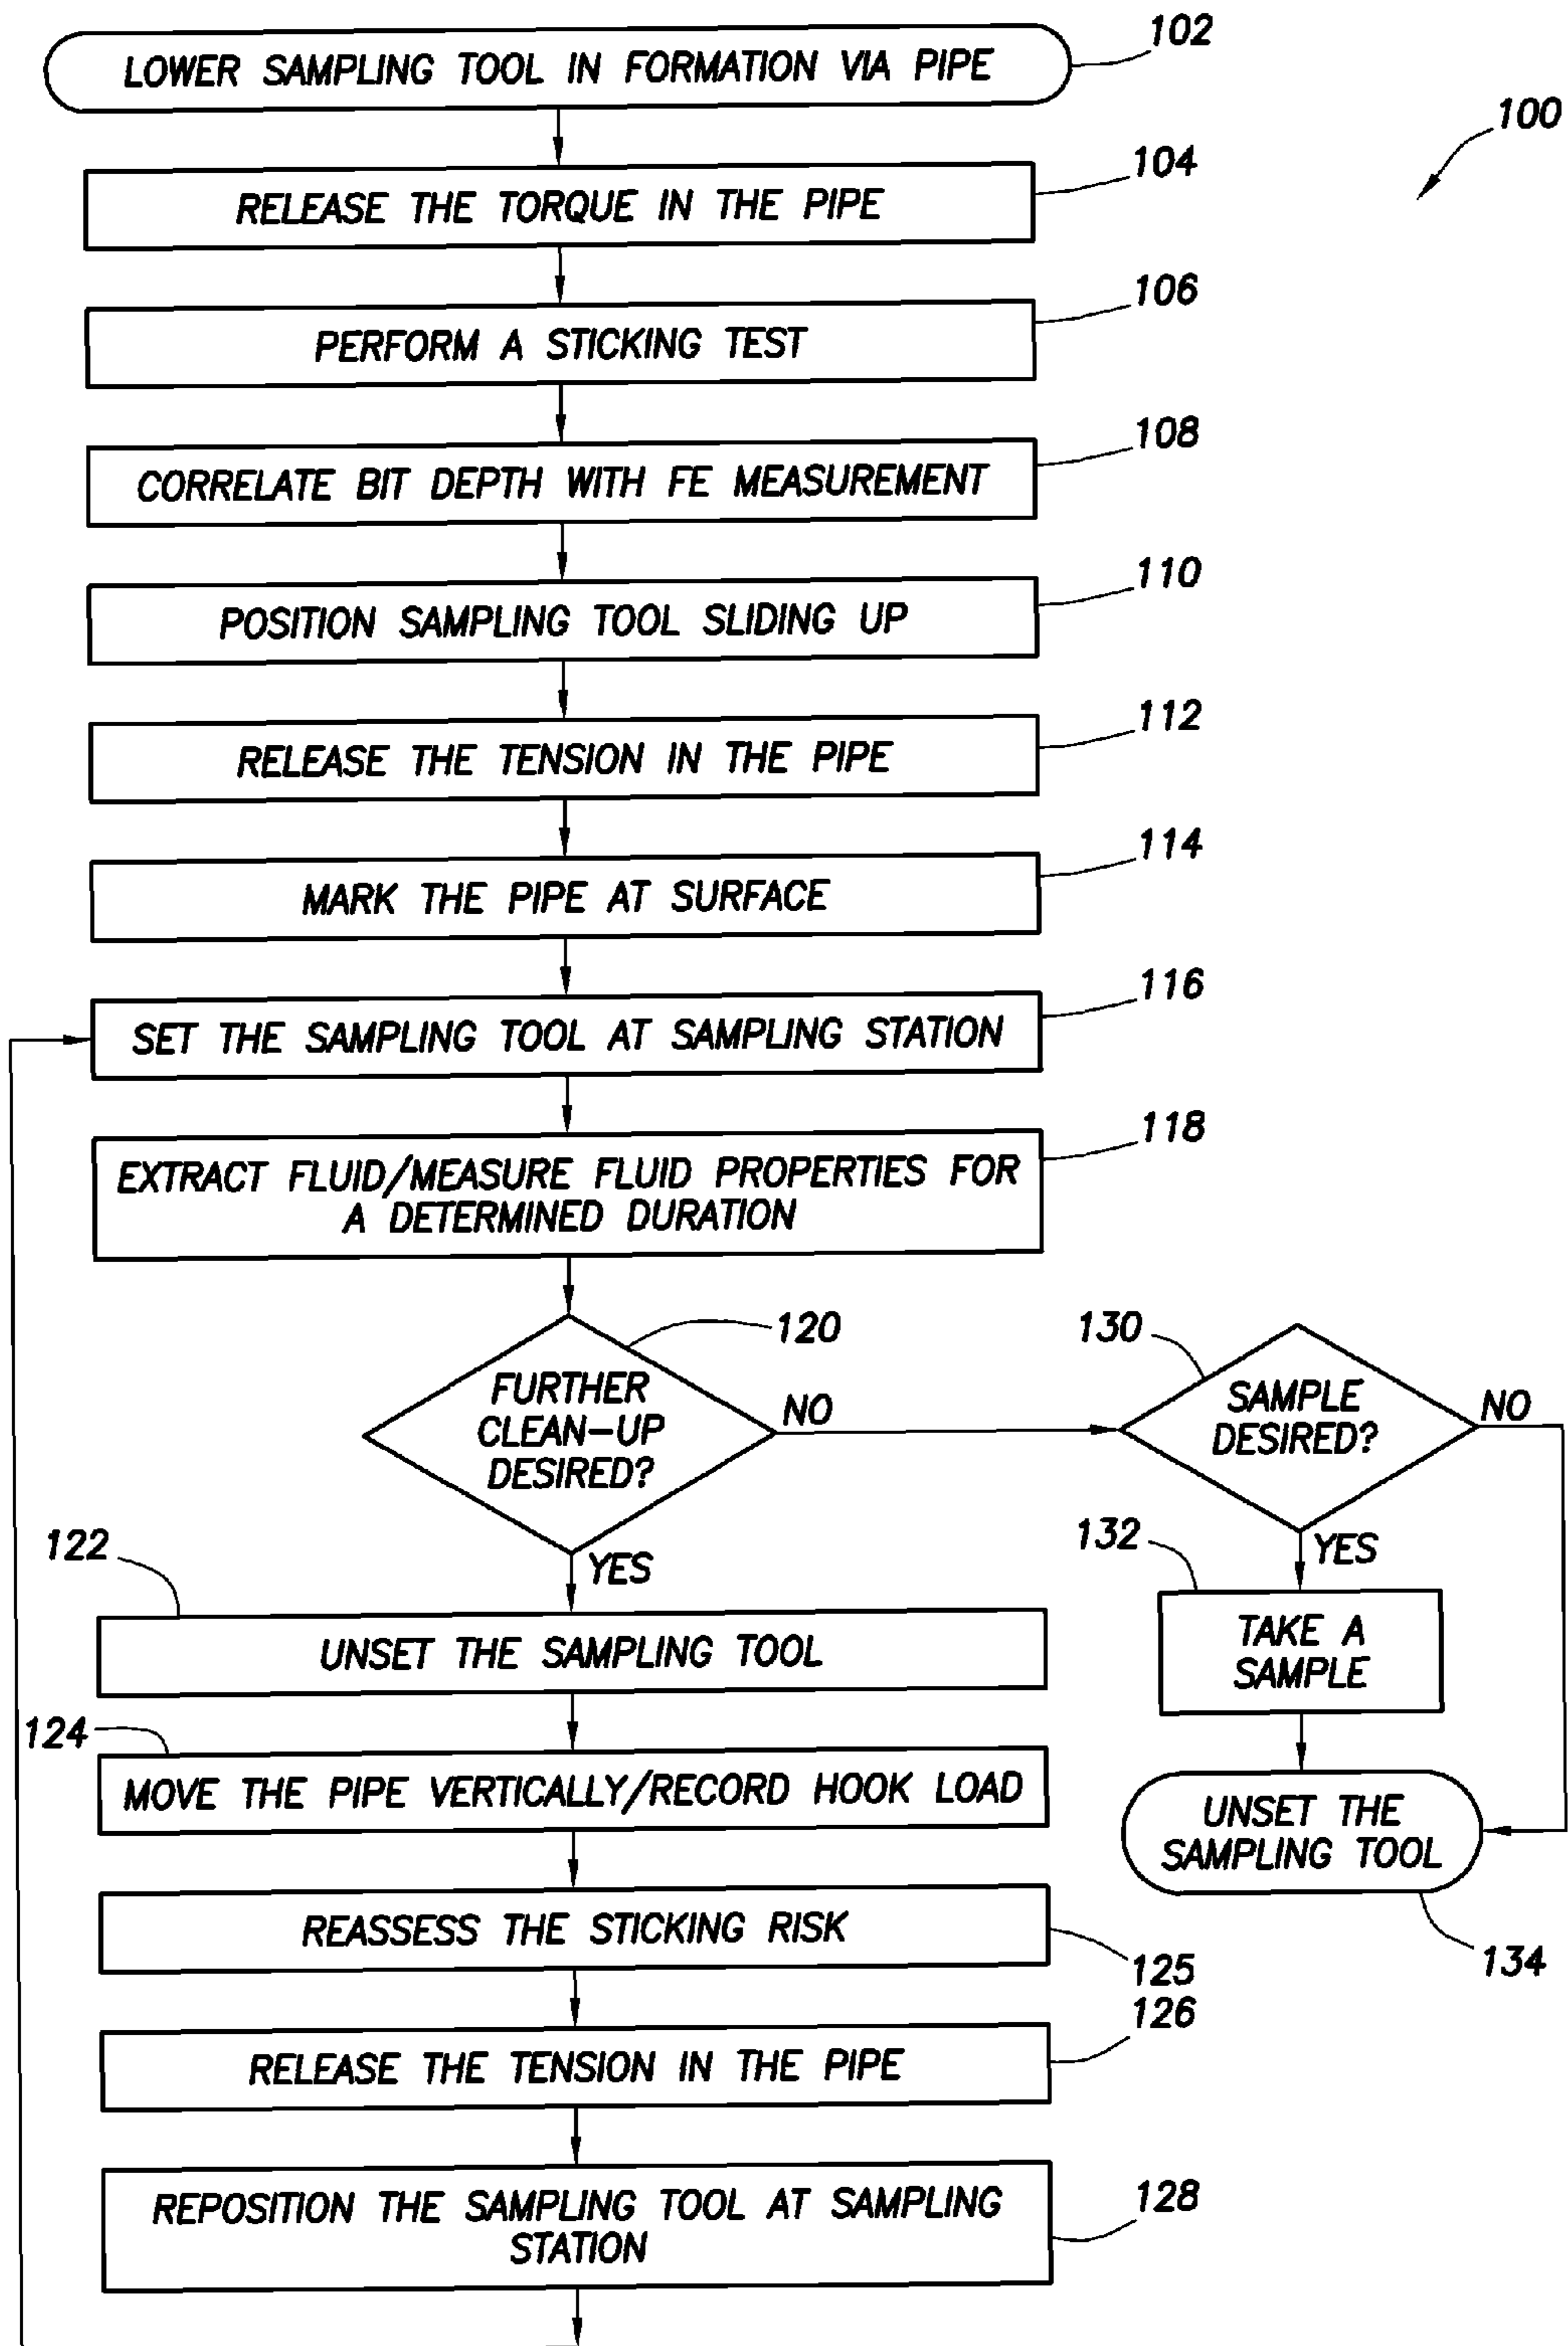 102
LOWER SAMPLING TOOL IN FORMATION VIA PIPE
100
104
RELEASE THE TORQUE IN THE PIPE
106
PERFORM A STICKING TEST
108
CORRELATE BIT DEPTH WITH FE MEASUREMENT
110
POSITION SAMPLING TOOL SLIDING UP
112
RELEASE THE TENSION IN THE PIPE
114
MARK THE PIPE AT SURFACE
116
SET THE SAMPLING TOOL AT SAMPLING STATION
118
EXTRACT FLUID/MEASURE FLUID PROPERTIES FOR
A DETERMINED DURATION
120
FURTHER
CLEAN-UP
DESIRED?
NO
130
SAMPLE
DESIRED?
NO
YES
132
TAKE A
SAMPLE
UNSET THE
SAMPLING TOOL
134
YES
122
UNSET THE SAMPLING TOOL
124
MOVE THE PIPE VERTICALLY/RECORD HOOK LOAD
REASSESS THE STICKING RISK
125
126
RELEASE THE TENSION IN THE PIPE
REPOSITION THE SAMPLING TOOL AT SAMPLING
STATION
128